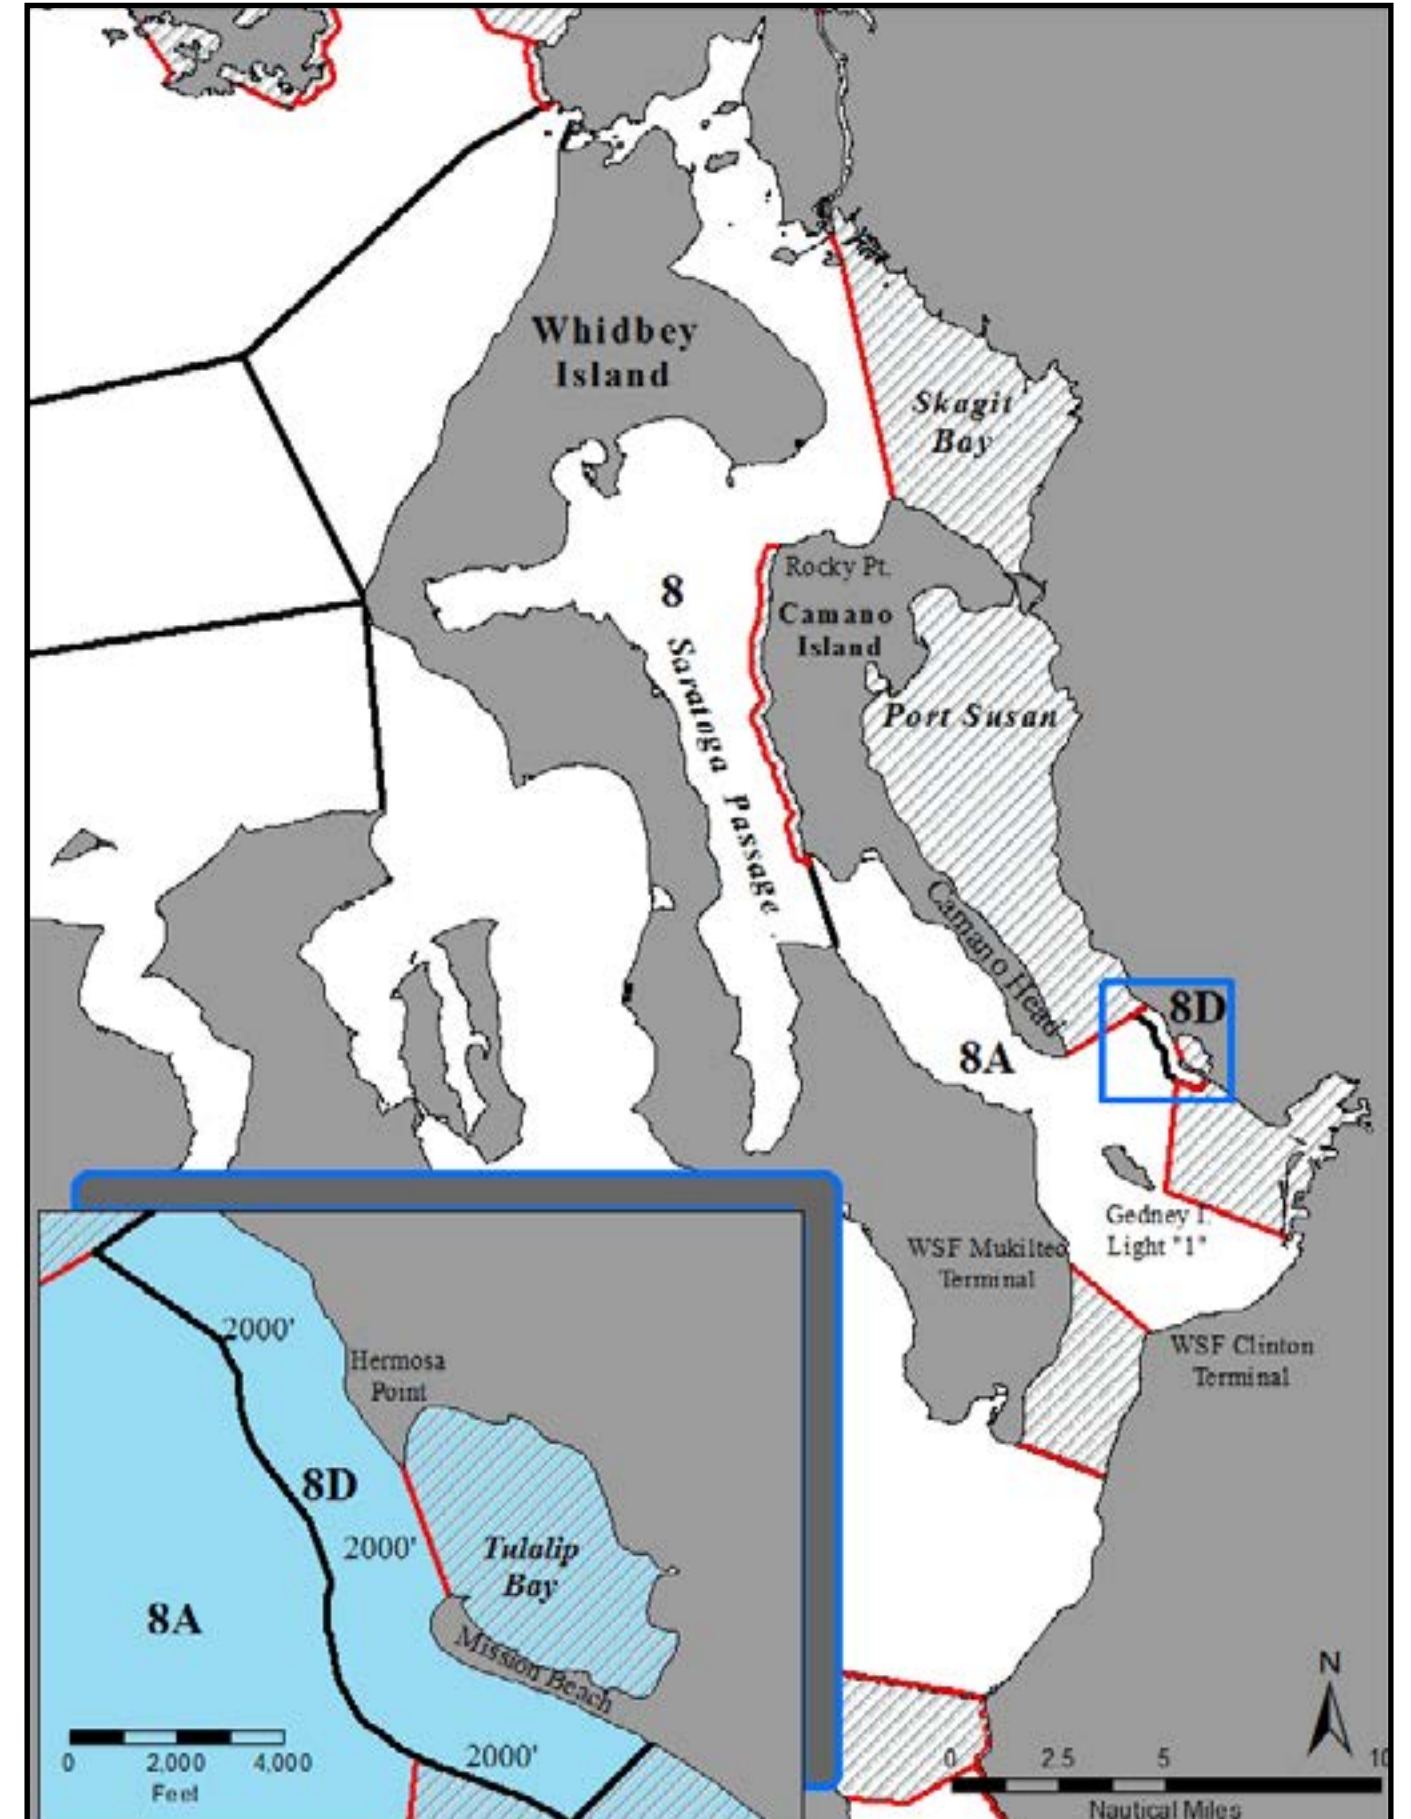 Whidbey
Island
Skagit
Bay
Rocky Pt.
8
Camano
Island
Saratoga Passage
Port Susan
Camano Head
8D
8A
Gedney I.
Light "1"
WSF Mukilteo
Terminal
WSF Clinton
Terminal
2000'
Hermosa
Point
8D
2000'
Tulalip
Bay
8A
Mission Beach
2000'
0 2,000 4,000
Feet
N
0 2.5 5 10
Nautical Miles